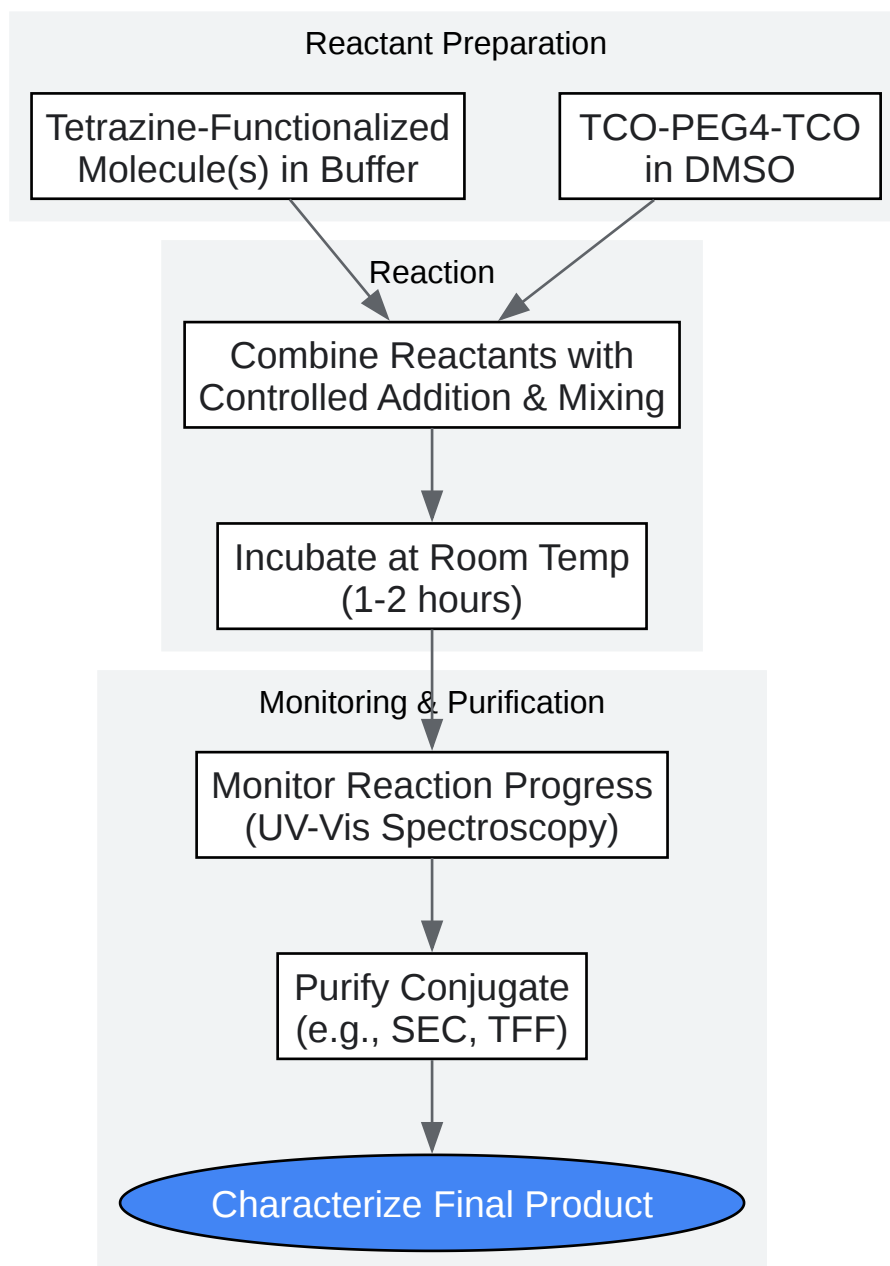 Reactant Preparation
Tetrazine-Functionalized
Molecule(s) in Buffer
TCO-PEG4-TCO
in DMSO
Reaction
Combine Reactants with
Controlled Addition & Mixing
Incubate at Room Temp
(1-2 hours)
Monitoring & Purification
Monitor Reaction Progress
(UV-Vis Spectroscopy)
Purify Conjugate
(e.g., SEC, TFF)
Characterize Final Product